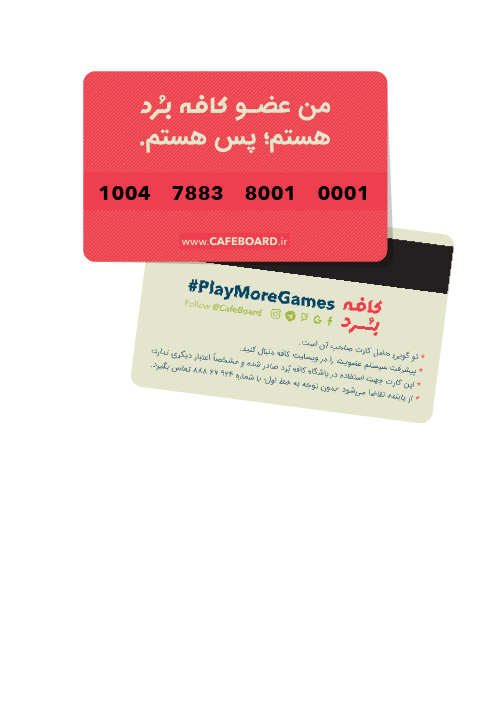 من عضو کافه بُرد
هستم؛ پس هستم.
1004 7883 8001 0001
www.CAFEBOARD.ir
#PlayMoreGames
Follow @CafeBoard
کافه
بُرد
* تو گویی حامل کارت صاحب آن است.
* پیشرفت سیستم عضویت را در وبسایت کافه دنبال کنید.
* این کارت جهت استفاده در باشگاه کافه بُرد صادر شده و مشخصاً اعتبار دیگری ندارد؛
* از یابنده تقاضا می‌شود -بدون توجه به خط اول- با شماره ۹۲۴ ۶۷ ۸۸۸ تماس بگیرد.